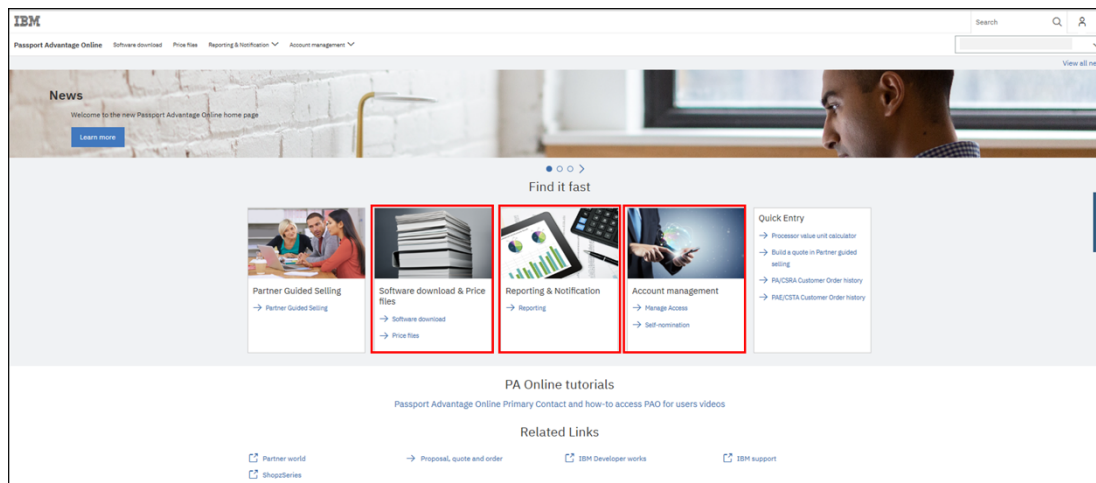 IBM
Search
Passport Advantage Online Software download Price files Reporting & Notification Account management
View all ne
News
Welcome to the new Passport Advantage Online home page
Learn more
Find it fast
Partner Guided Selling
Partner Guided Selling
Software download & Price
files
Software download
Price files
Reporting & Notification
Reporting
Account management
Manage Access
Self-nomination
Quick Entry
Processor value unit calculator
Build a quote in Partner guided
selling
PA/CSRA Customer Order history
PAE/CSTA Customer Order history
PA Online tutorials
Passport Advantage Online Primary Contact and how-to access PAO for users videos
Related Links
Partner world
Proposal, quote and order
IBM Developer works
IBM support
ShopzSeries